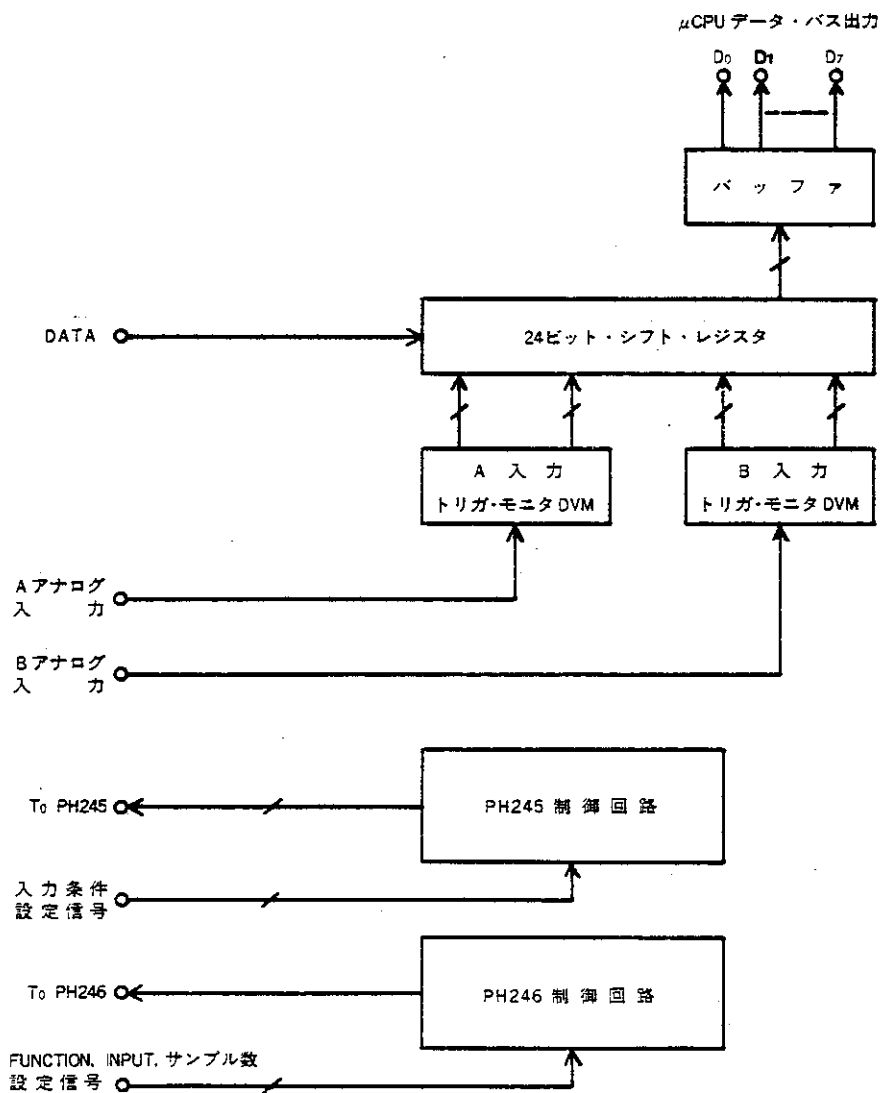 μCPU データ・バス出力
D0 D1 D7
バッファ
DATA
24ビット・シフト・レジスタ
A 入力
トリガ・モニタ DVM
B 入力
トリガ・モニタ DVM
A アナログ
入力
B アナログ
入力
To PH245
PH245 制御回路
入力条件
設定信号
To PH246
PH246 制御回路
FUNCTION, INPUT, サンプル数
設定信号